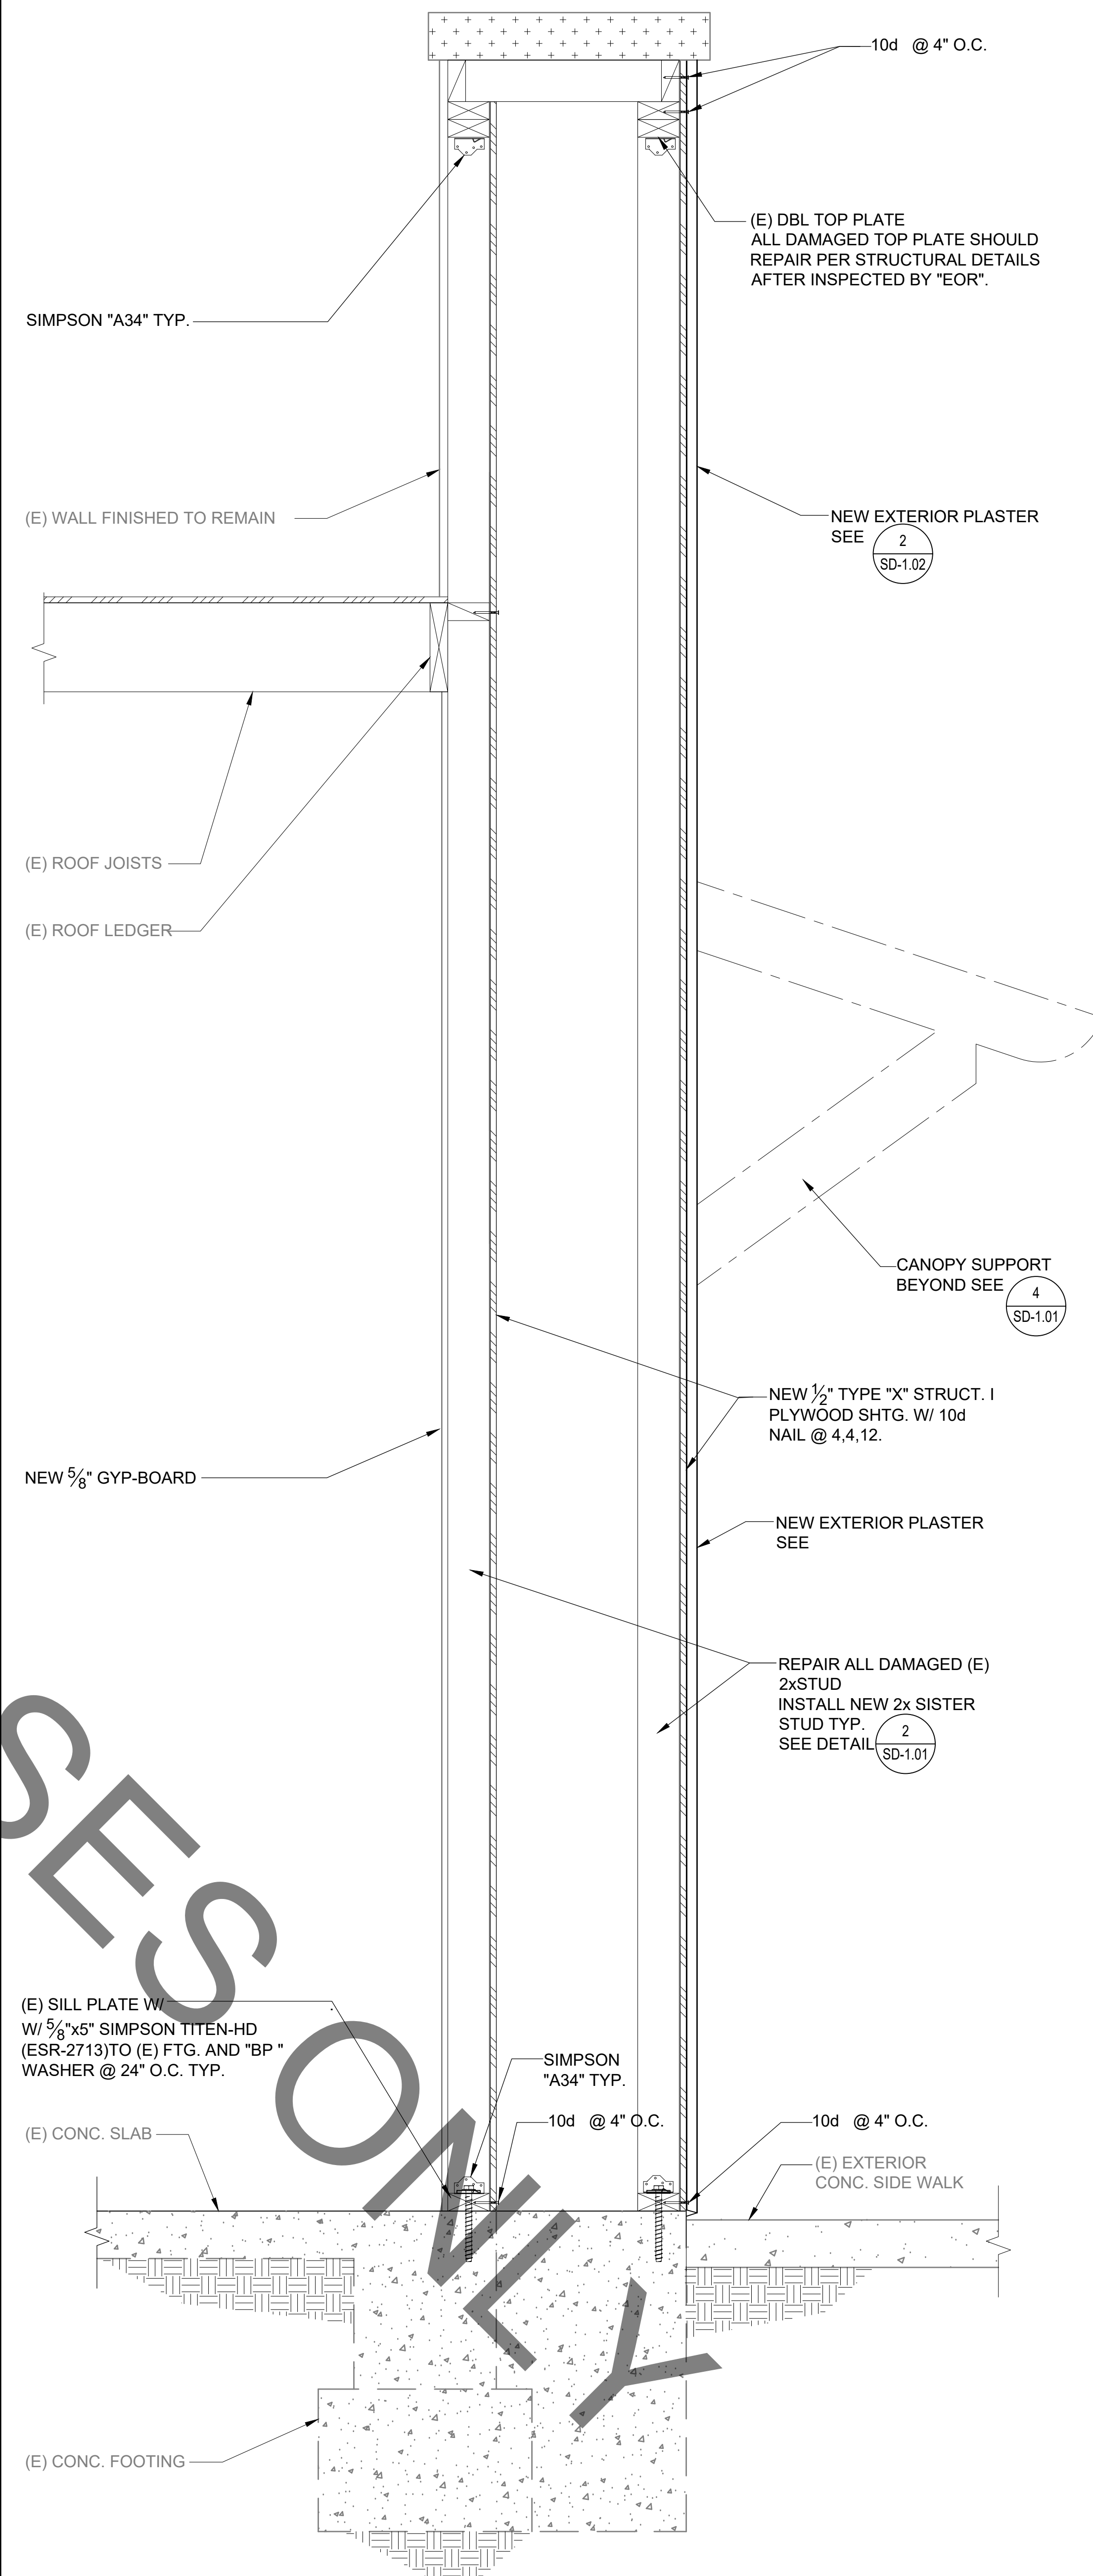 10d @ 4" O.C.
(E) DBL TOP PLATE
ALL DAMAGED TOP PLATE SHOULD
REPAIR PER STRUCTURAL DETAILS
AFTER INSPECTED BY "EOR".
SIMPSON "A34" TYP.
(E) WALL FINISHED TO REMAIN
NEW EXTERIOR PLASTER
SEE
2
SD-1.02
(E) ROOF JOISTS
(E) ROOF LEDGER
CANOPY SUPPORT
BEYOND SEE
4
SD-1.01
NEW 1/2" TYPE "X" STRUCT. I
PLYWOOD SHTG. W/ 10d
NAIL @ 4,4,12.
NEW 5/8" GYP-BOARD
NEW EXTERIOR PLASTER
SEE
REPAIR ALL DAMAGED (E)
2xSTUD
INSTALL NEW 2x SISTER
STUD TYP.
SEE DETAIL
2
SD-1.01
(E) SILL PLATE W/
W/ 5/8"x5" SIMPSON TITEN-HD
(ESR-2713)TO (E) FTG. AND "BP "
WASHER @ 24" O.C. TYP.
SIMPSON
"A34" TYP.
10d @ 4" O.C.
10d @ 4" O.C.
(E) CONC. SLAB
(E) EXTERIOR
CONC. SIDE WALK
(E) CONC. FOOTING
SES ONLY